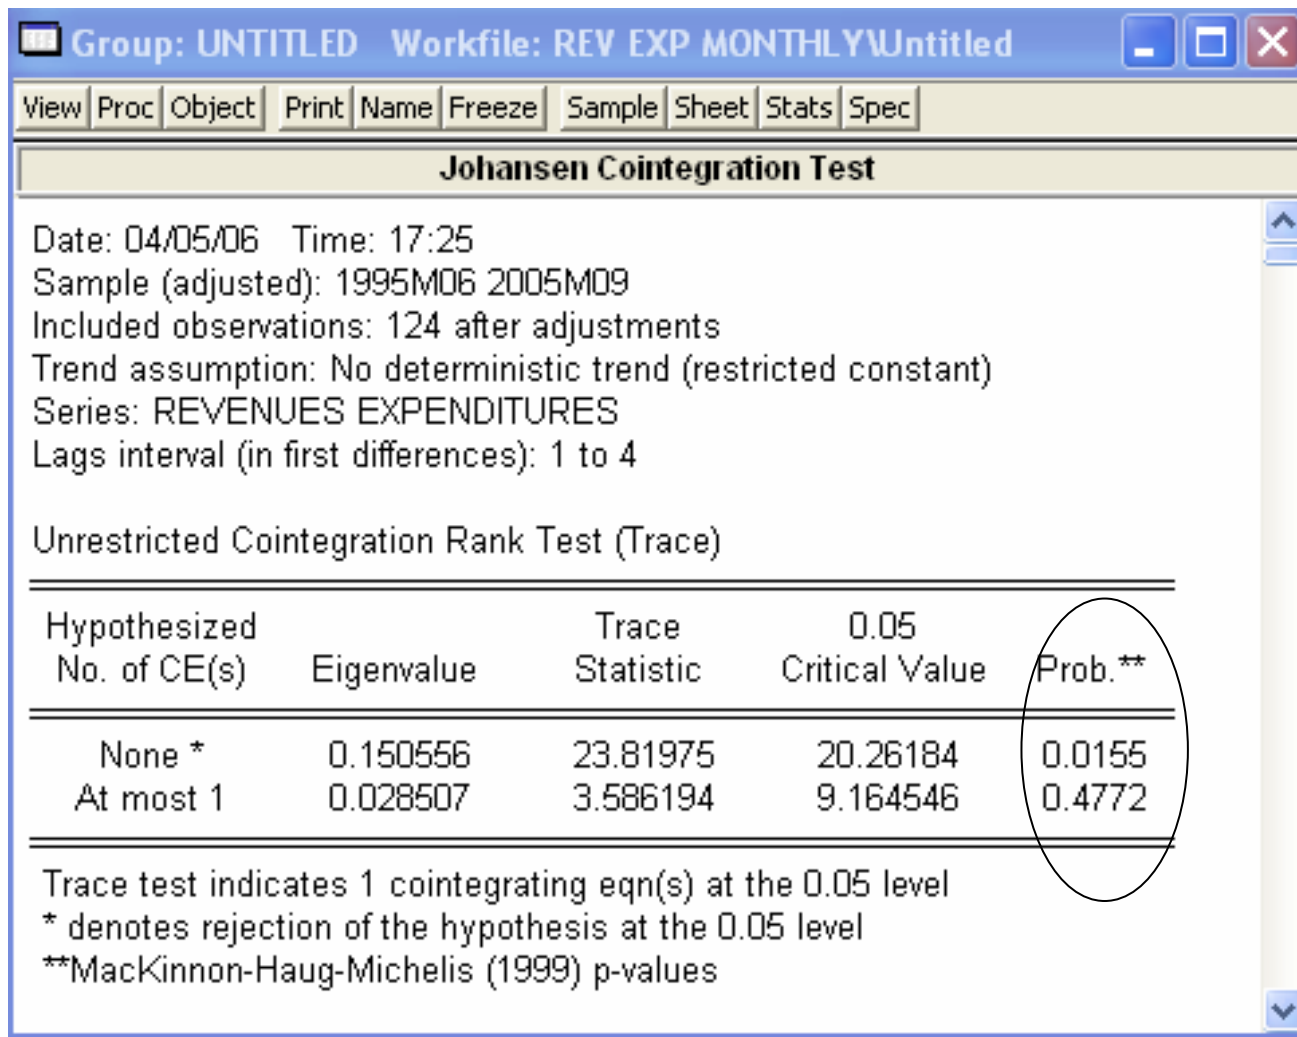 Group: UNTITLED Workfile: REV EXP MONTHLY\Untitled
View Proc Object Print Name Freeze Sample Sheet Stats Spec
Johansen Cointegration Test
Date: 04/05/06 Time: 17:25
Sample (adjusted): 1995M06 2005M09
Included observations: 124 after adjustments
Trend assumption: No deterministic trend (restricted constant)
Series: REVENUES EXPENDITURES
Lags interval (in first differences): 1 to 4
Unrestricted Cointegration Rank Test (Trace)
Hypothesized Trace 0.05
No. of CE(s) Eigenvalue Statistic Critical Value Prob.**
None * 0.150556 23.81975 20.26184 0.0155
At most 1 0.028507 3.586194 9.164546 0.4772
Trace test indicates 1 cointegrating eqn(s) at the 0.05 level
* denotes rejection of the hypothesis at the 0.05 level
**MacKinnon-Haug-Michelis (1999) p-values